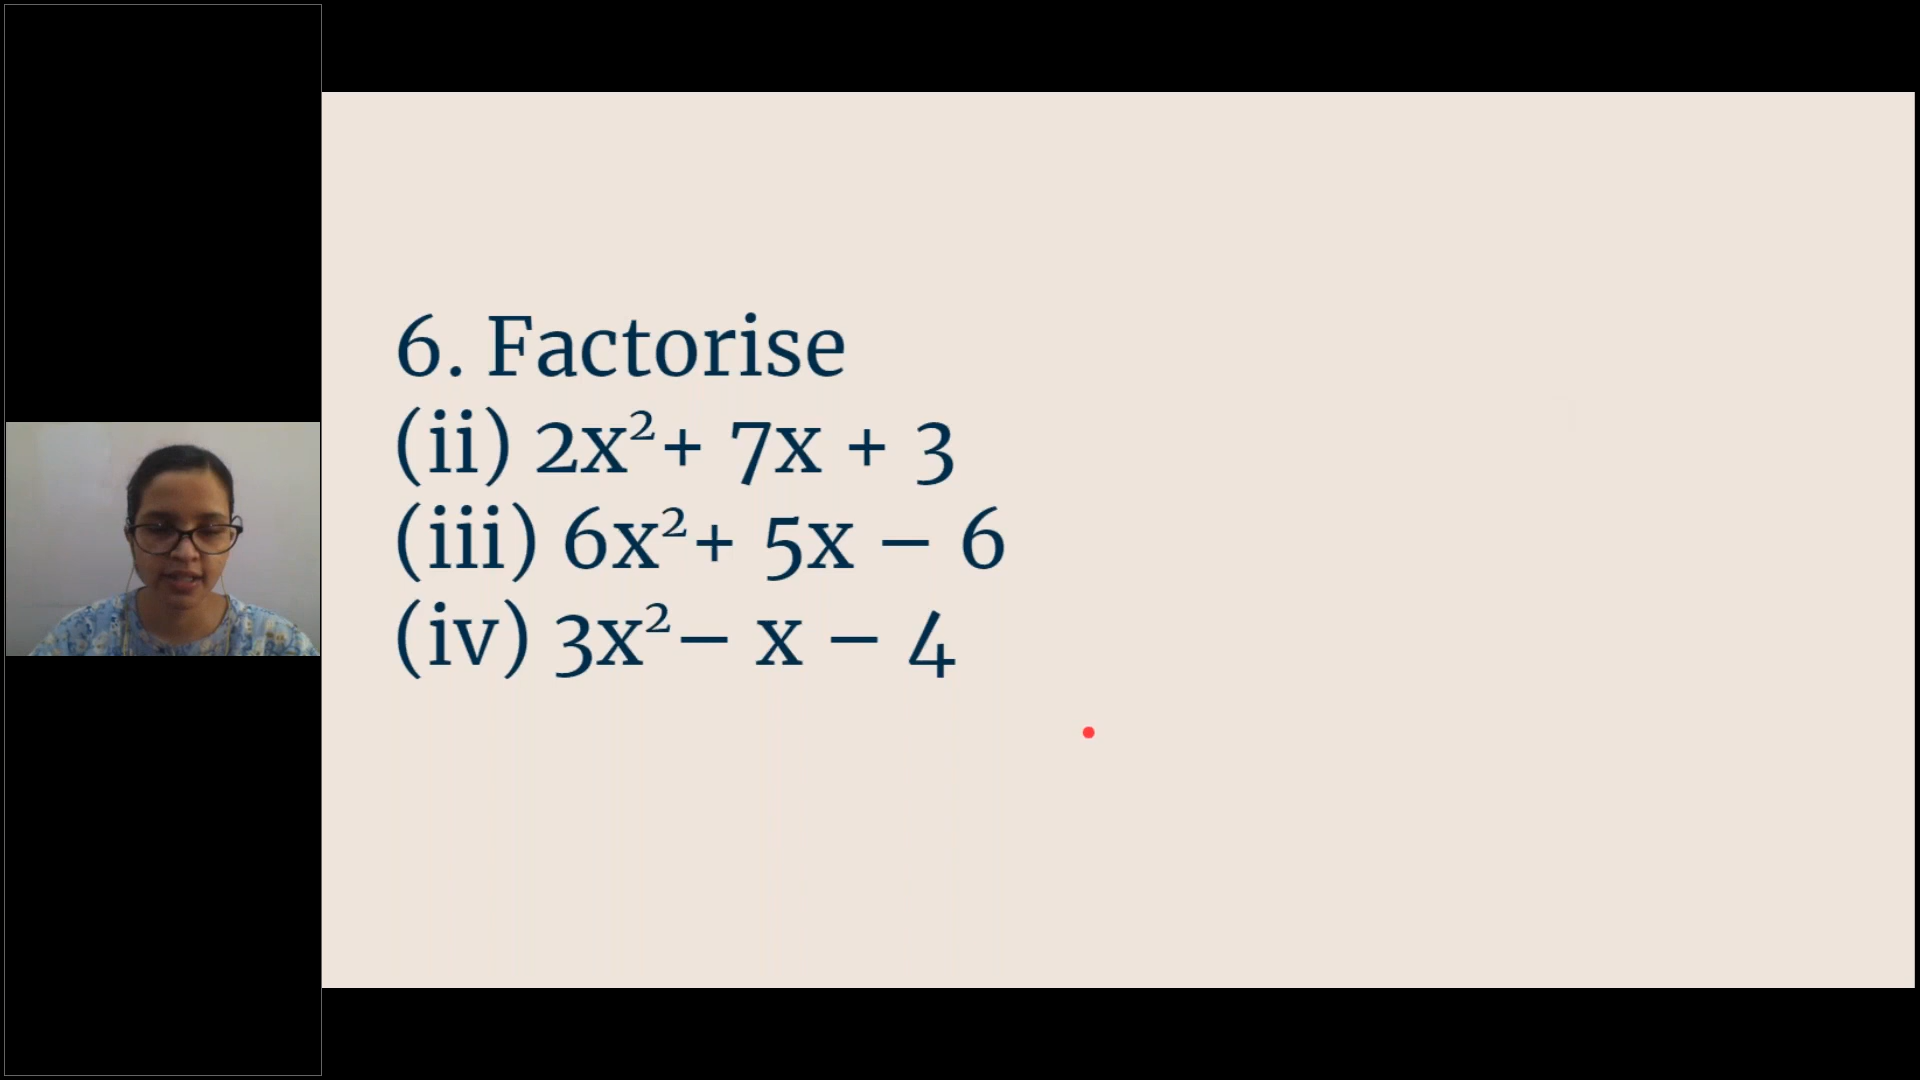 6. Factorise
(ii) 2x²+ 7x + 3
(iii) 6x²+ 5x – 6
(iv) 3x²– x – 4